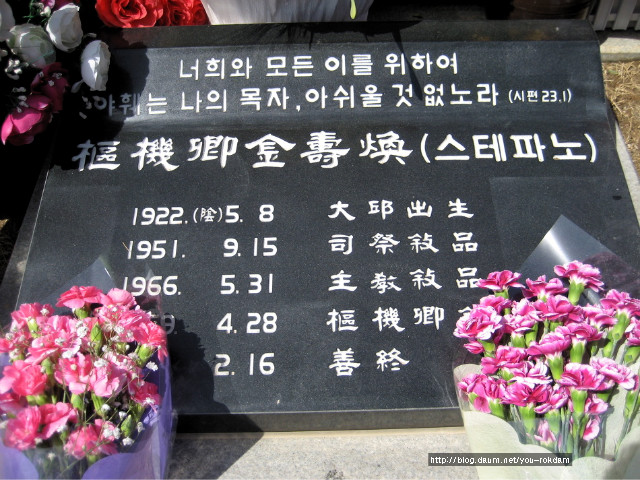 너희와 모든 이를 위하여
야훼는 나의 목자, 아쉬울 것 없노라 (시편 23.1)
樞機卿 金壽煥 (스테파노)
1922. (陰) 5. 8 大邱出生
1951. 9. 15 司祭敍品
1966. 5. 31 主敎敍品
4. 28 樞機卿
2. 16 善終
http://blog.daum.net/you-rokdam